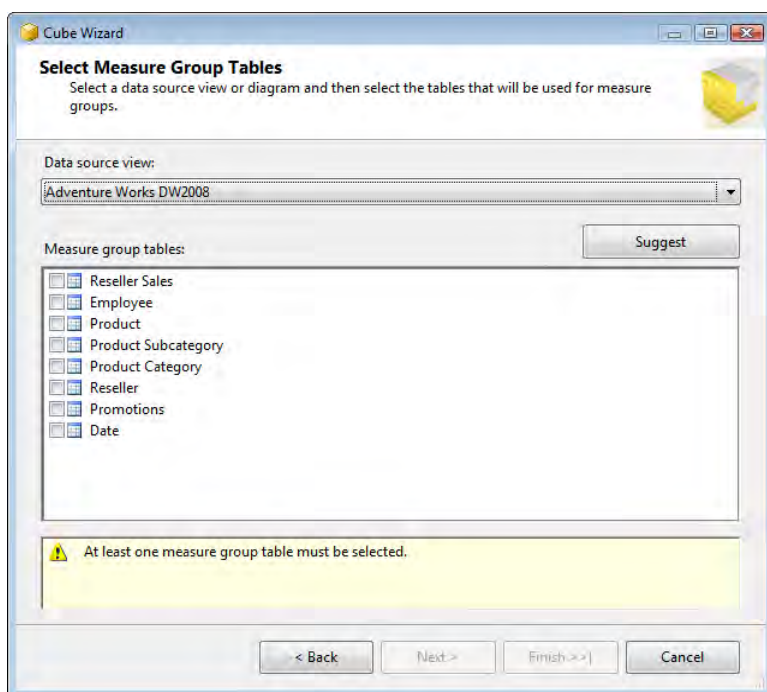 Cube Wizard
Select Measure Group Tables
Select a data source view or diagram and then select the tables that will be used for measure
groups.
Data source view:
Adventure Works DW2008
Measure group tables:
Suggest
Reseller Sales
Employee
Product
Product Subcategory
Product Category
Reseller
Promotions
Date
At least one measure group table must be selected.
< Back
Next >
Finish >>|
Cancel